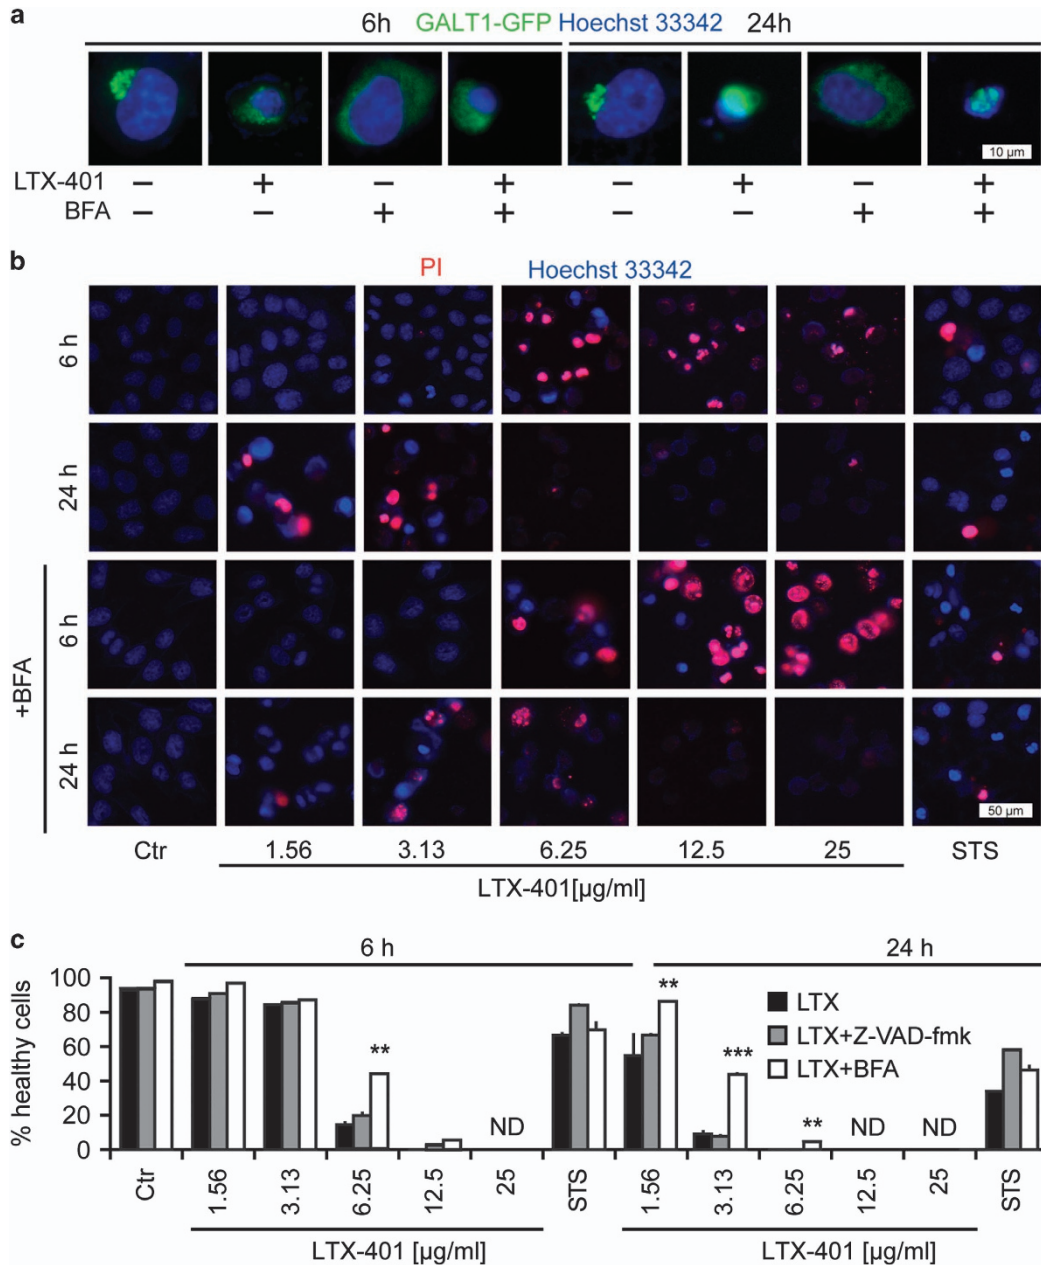 a
6h GALT1-GFP Hoechst 33342 24h
10 µm
LTX-401 − + − + − + − +
BFA − − + + − − + +
b
PI Hoechst 33342
6 h
24 h
+BFA
6 h
24 h
50 µm
Ctr 1.56 3.13 6.25 12.5 25 STS
LTX-401[µg/ml]
c
6 h 24 h
% healthy cells
100
80
60
40
20
0
** ND ** *** ** ND ND
LTX
LTX+Z-VAD-fmk
LTX+BFA
Ctr 1.56 3.13 6.25 12.5 25 STS 1.56 3.13 6.25 12.5 25 STS
LTX-401 [µg/ml] LTX-401 [µg/ml]